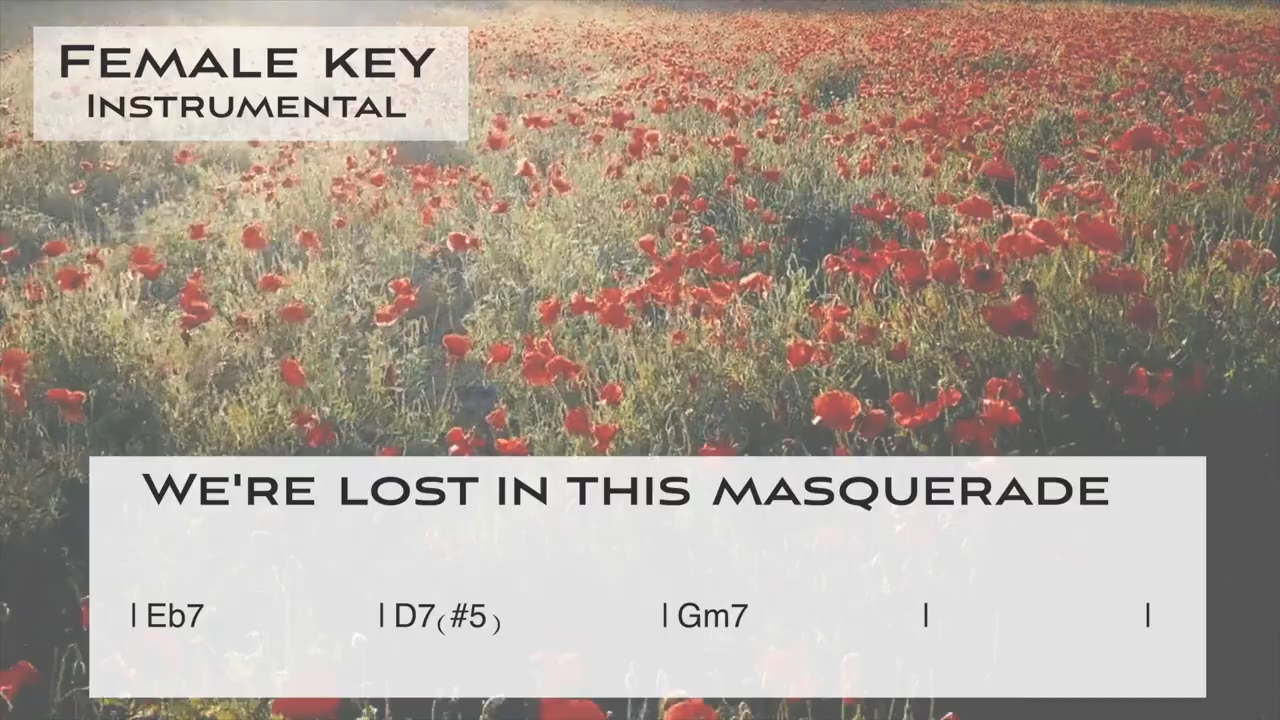 FEMALE KEY
INSTRUMENTAL
WE'RE LOST IN THIS MASQUERADE
| Eb7 | D7(#5) | Gm7 | |